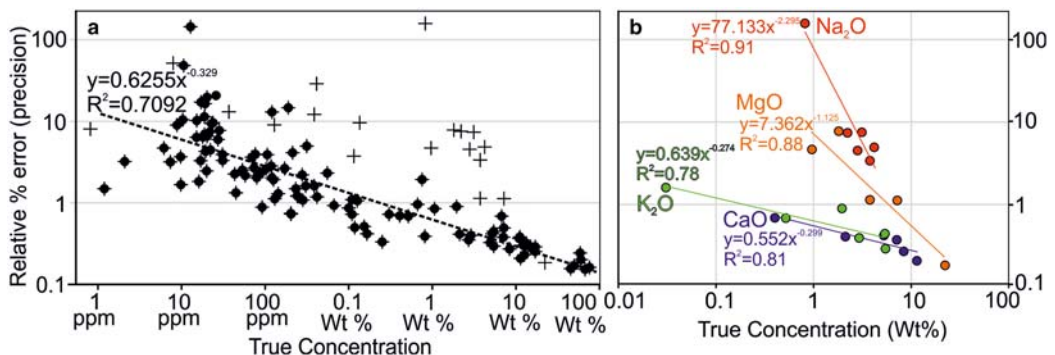 a
Relative % error (precision)
100
10
1
0.1
y=0.6255x^-0.329
R²=0.7092
1 ppm
10 ppm
100 ppm
0.1 Wt %
1 Wt %
10 Wt %
100 Wt %
True Concentration
b
y=77.133x^-2.295
R²=0.91
Na₂O
MgO
y=7.362x^-1.125
R²=0.88
y=0.639x^-0.274
R²=0.78
K₂O
CaO
y=0.552x^-0.299
R²=0.81
100
10
1
0.1
0.01
0.1
1
10
100
True Concentration (Wt%)